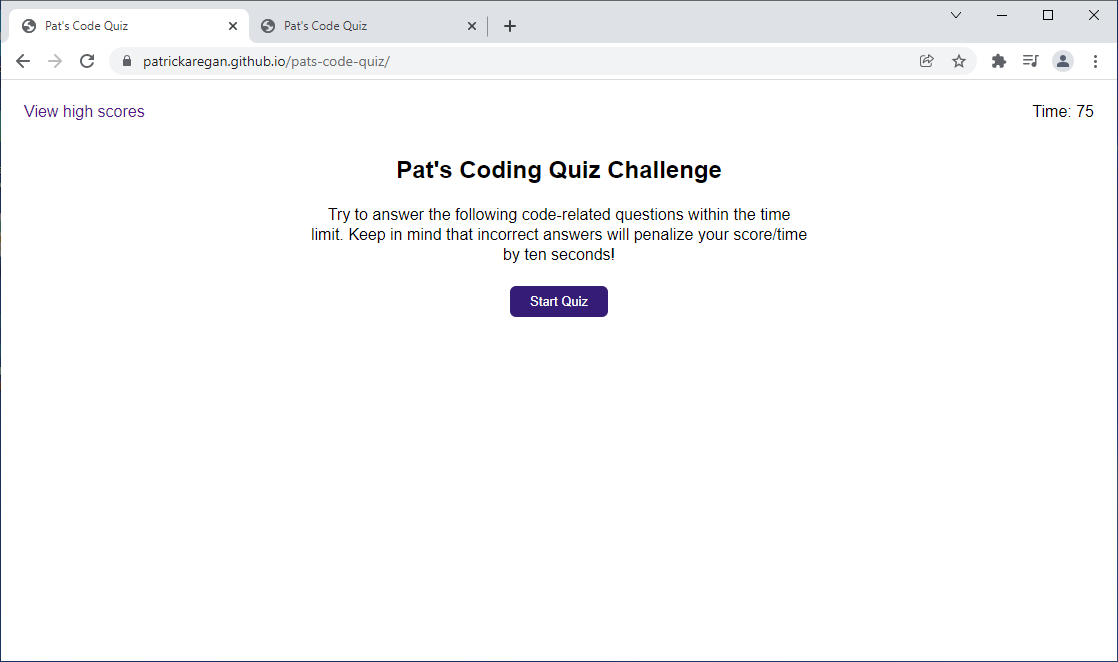 Pat's Code Quiz
Pat's Code Quiz
patrickaregan.github.io/pats-code-quiz/
View high scores
Time: 75
Pat's Coding Quiz Challenge
Try to answer the following code-related questions within the time
limit. Keep in mind that incorrect answers will penalize your score/time
by ten seconds!
Start Quiz